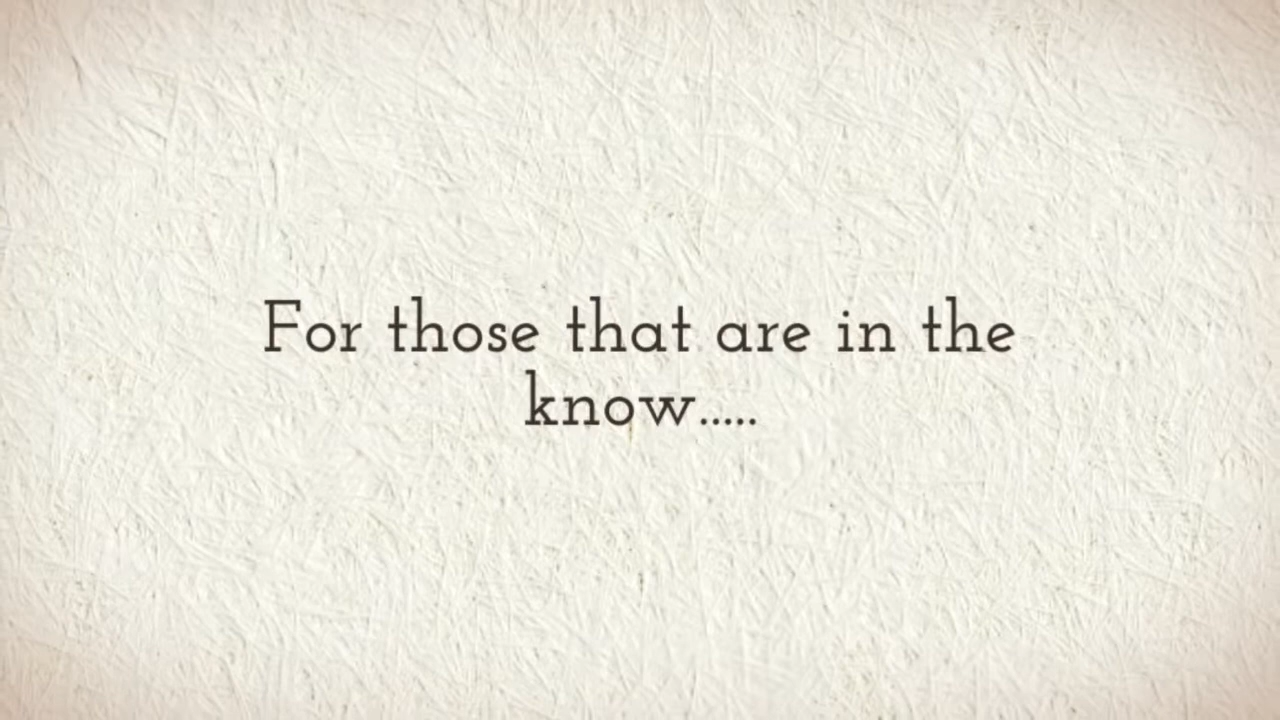 For those that are in the
know.....